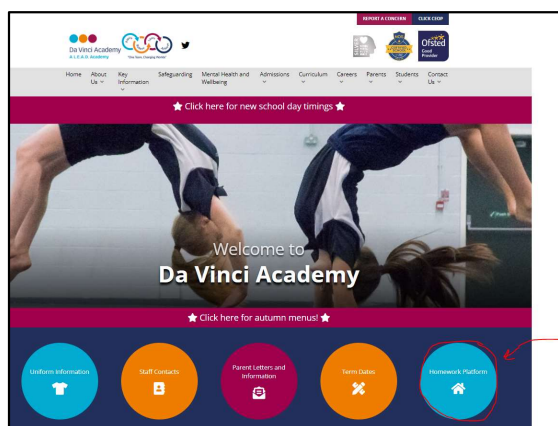 REPORT A CONCERN CLICK CEOP
Da Vinci Academy
A L.E.A.D. Academy
Ofsted
Good
Provider
Home About Us Key Information Safeguarding Mental Health and Wellbeing Admissions Curriculum Careers Parents Students Contact Us
Click here for new school day timings
Welcome to
Da Vinci Academy
Click here for autumn menus!
Uniform Information
Staff Contacts
Parent Letters and
Information
Term Dates
Homework Platform